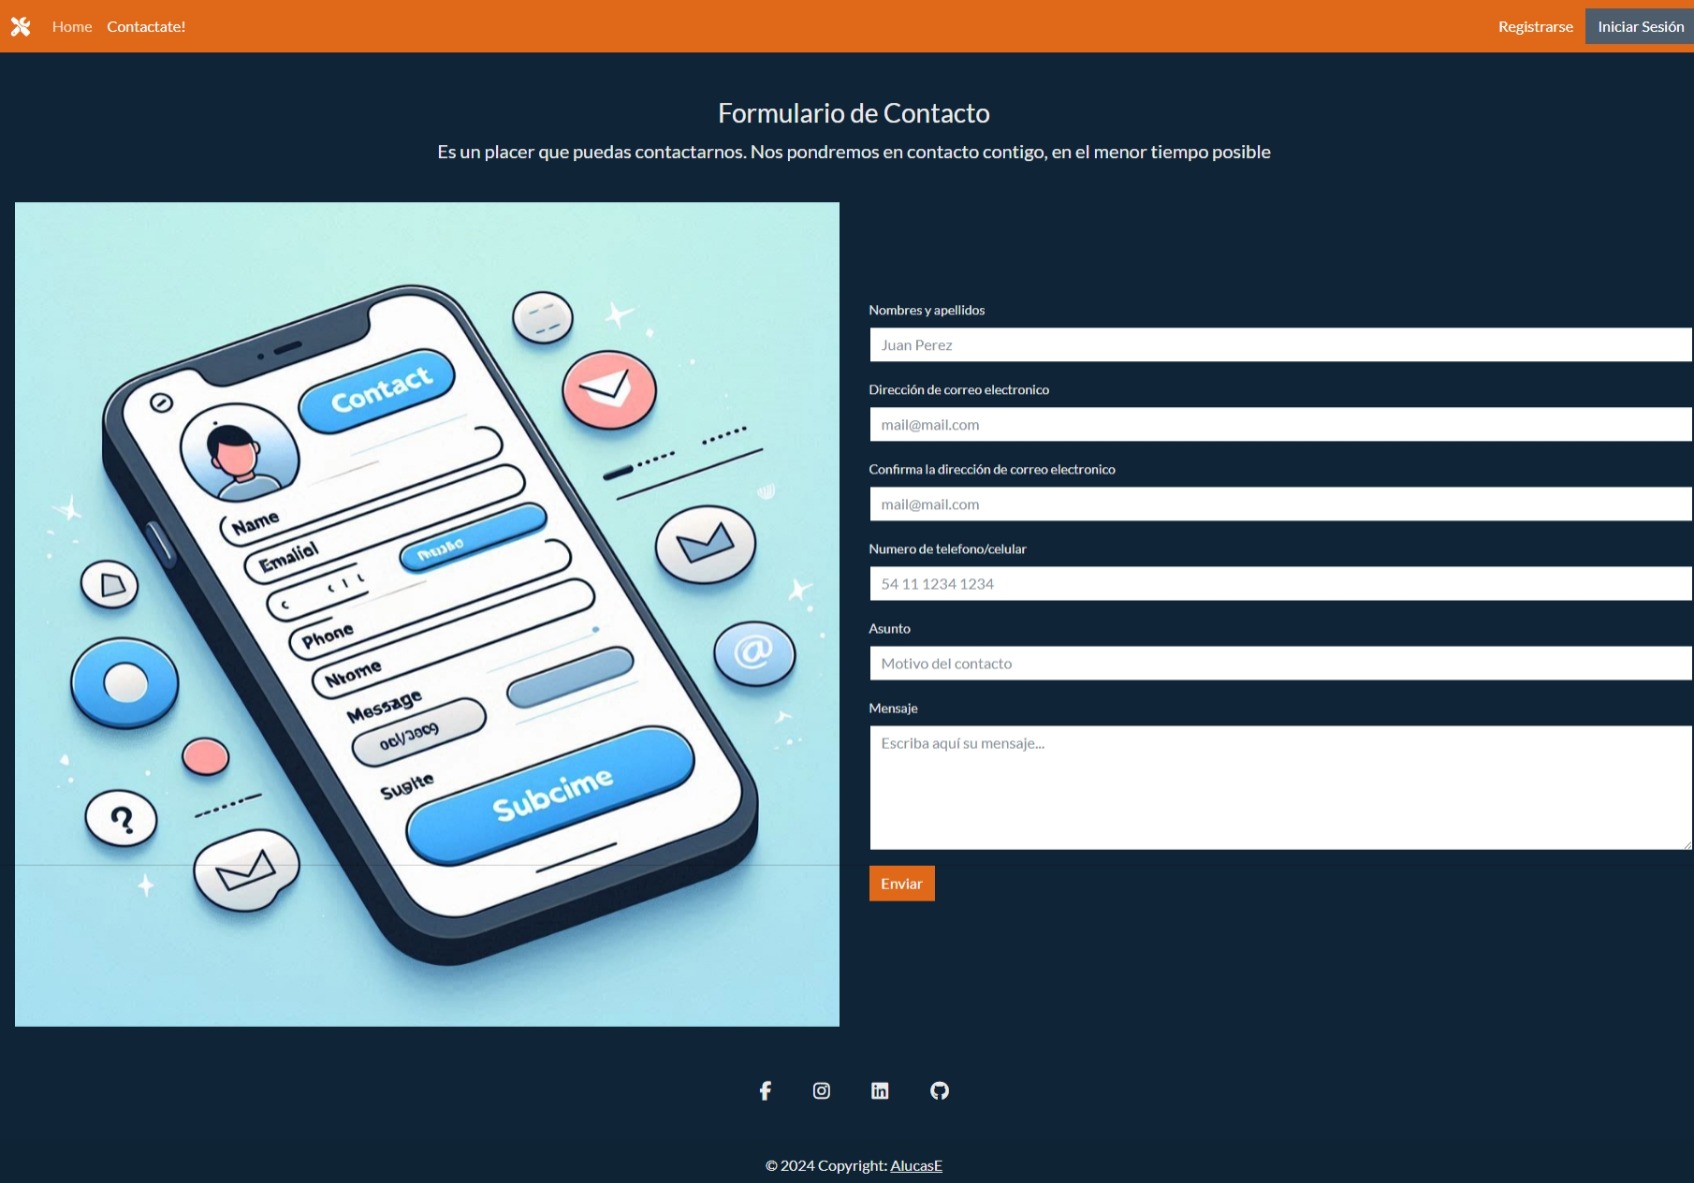 Home Contactate! Registrarse Iniciar Sesión
Formulario de Contacto
Es un placer que puedas contactarnos. Nos pondremos en contacto contigo, en el menor tiempo posible
Contact
Name
Emaliol
Phone
Ntome
Message
Sugite
Subcime
Nombres y apellidos
Juan Perez
Dirección de correo electronico
mail@mail.com
Confirma la dirección de correo electronico
mail@mail.com
Numero de telefono/celular
54 11 1234 1234
Asunto
Motivo del contacto
Mensaje
Escriba aquí su mensaje...
Enviar
© 2024 Copyright: AlucasE